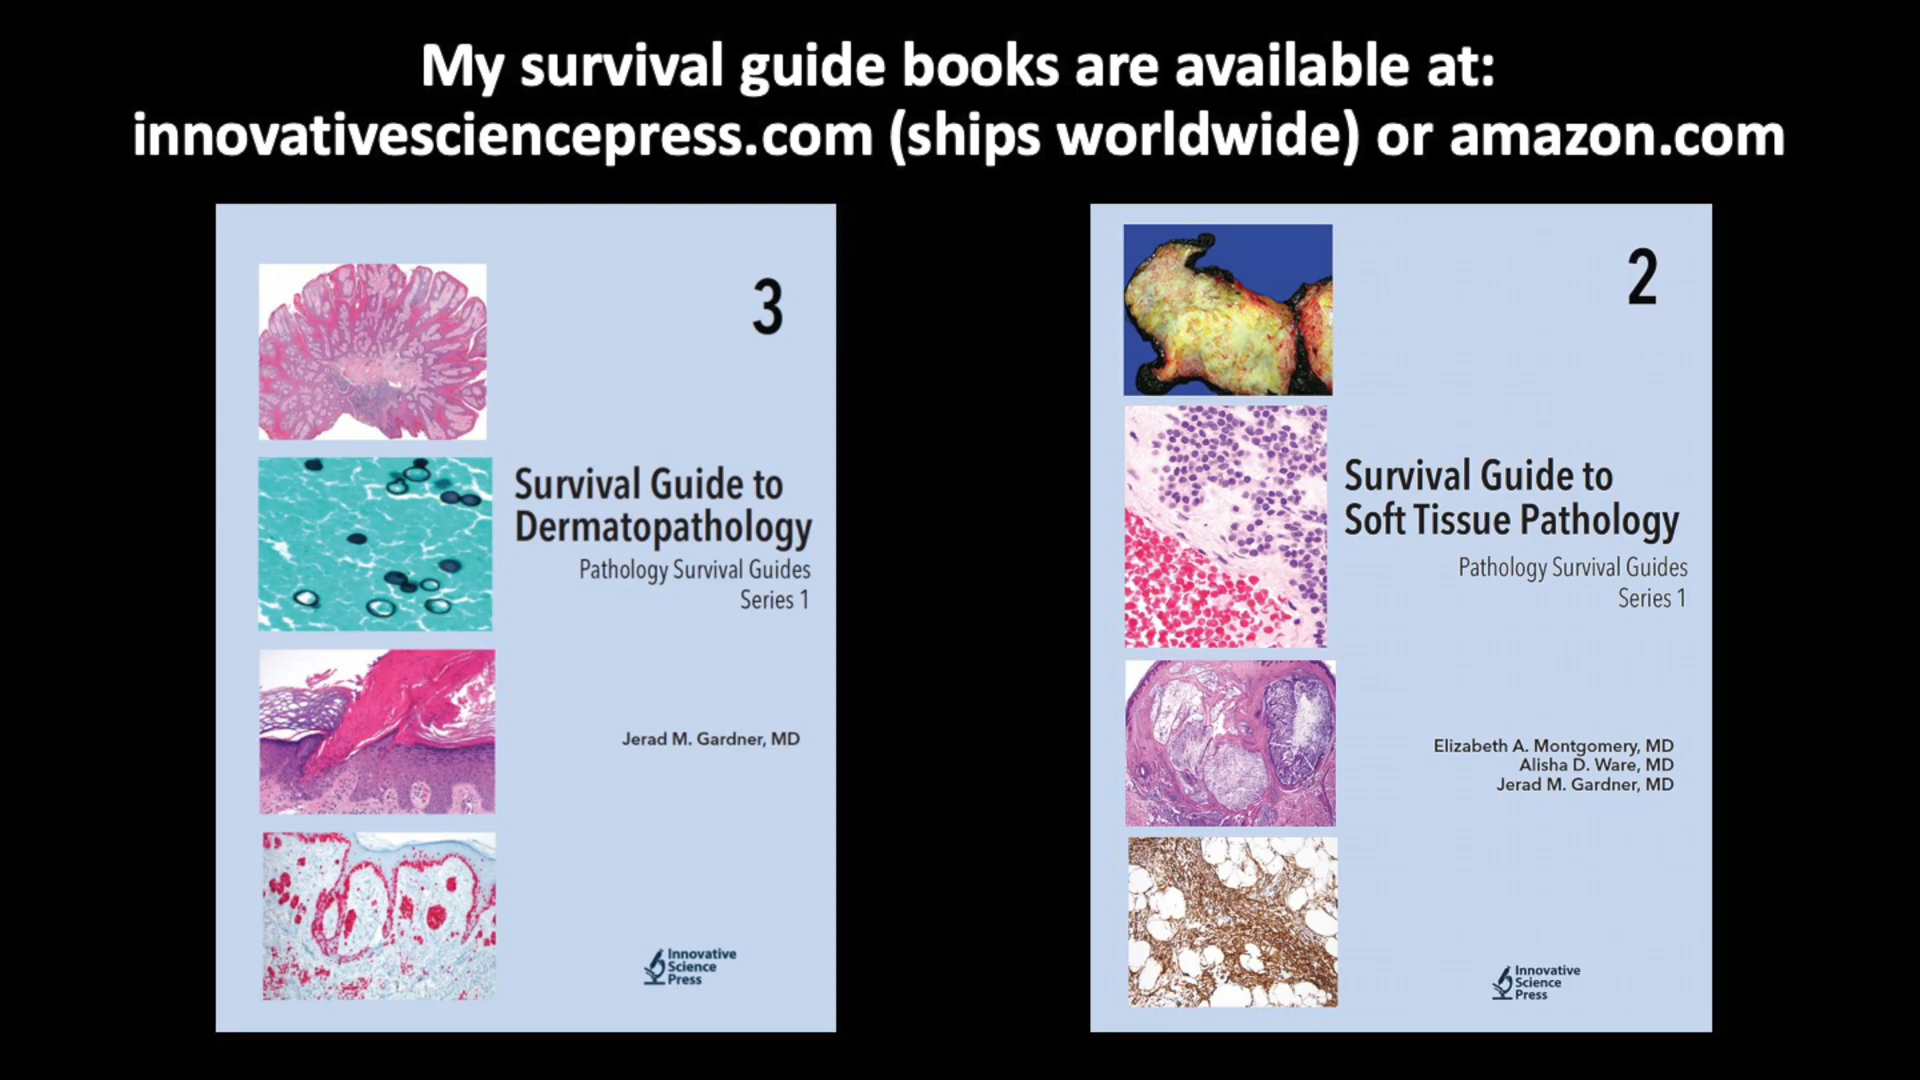 My survival guide books are available at:
innovativesciencepress.com (ships worldwide) or amazon.com
3
Survival Guide to
Dermatopathology
Pathology Survival Guides
Series 1
Jerad M. Gardner, MD
Innovative
Science
Press
2
Survival Guide to
Soft Tissue Pathology
Pathology Survival Guides
Series 1
Elizabeth A. Montgomery, MD
Alisha D. Ware, MD
Jerad M. Gardner, MD
Innovative
Science
Press